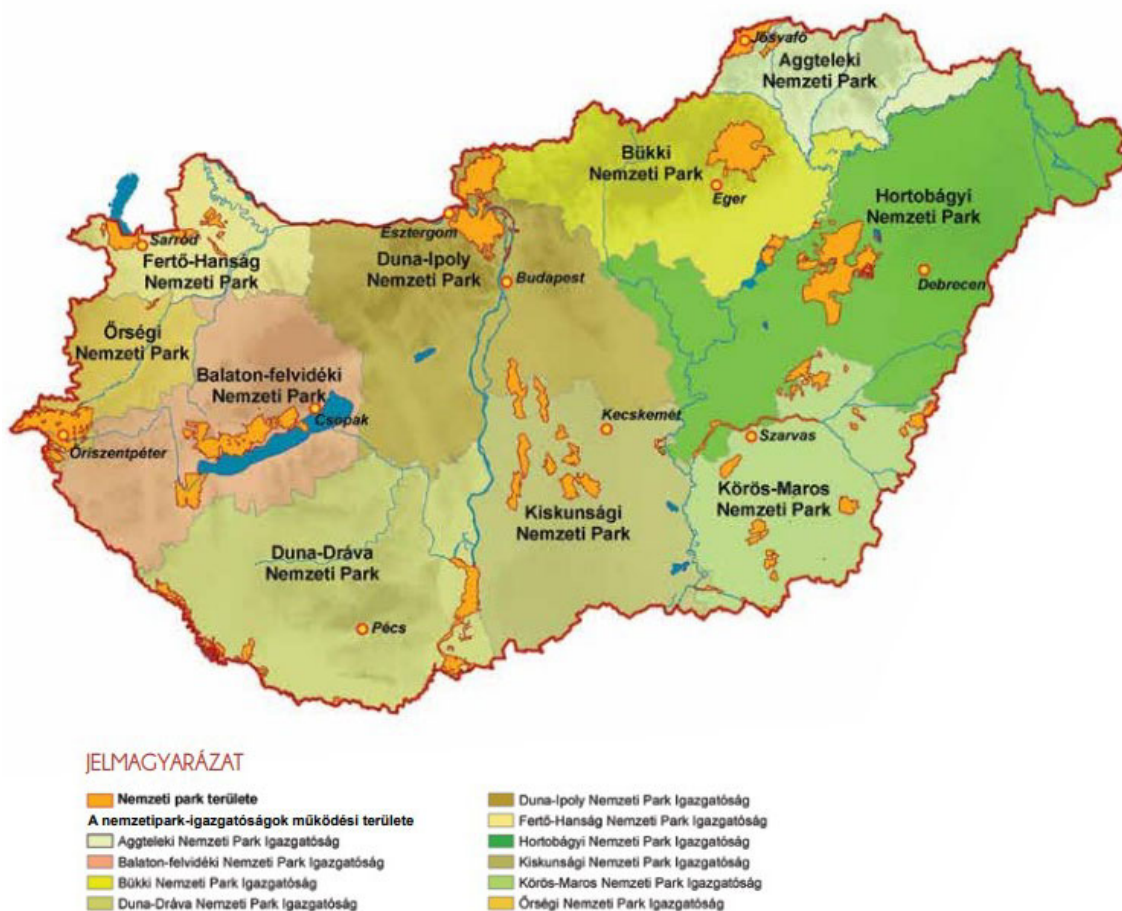 Jósvafő
Aggteleki
Nemzeti Park
Bükki
Nemzeti Park
Eger
Hortobágyi
Nemzeti Park
Debrecen
Sarród
Fertő-Hanság
Nemzeti Park
Esztergom
Duna-Ipoly
Nemzeti Park
Budapest
Őrségi
Nemzeti Park
Balaton-felvidéki
Nemzeti Park
Csopak
Őriszentpéter
Kecskemét
Szarvas
Körös-Maros
Nemzeti Park
Kiskunsági
Nemzeti Park
Duna-Dráva
Nemzeti Park
Pécs
JELMAGYARÁZAT
Nemzeti park területe
A nemzetipark-igazgatóságok működési területe
Aggteleki Nemzeti Park Igazgatóság
Balaton-felvidéki Nemzeti Park Igazgatóság
Bükki Nemzeti Park Igazgatóság
Duna-Dráva Nemzeti Park Igazgatóság
Duna-Ipoly Nemzeti Park Igazgatóság
Fertő-Hanság Nemzeti Park Igazgatóság
Hortobágyi Nemzeti Park Igazgatóság
Kiskunsági Nemzeti Park Igazgatóság
Körös-Maros Nemzeti Park Igazgatóság
Őrségi Nemzeti Park Igazgatóság